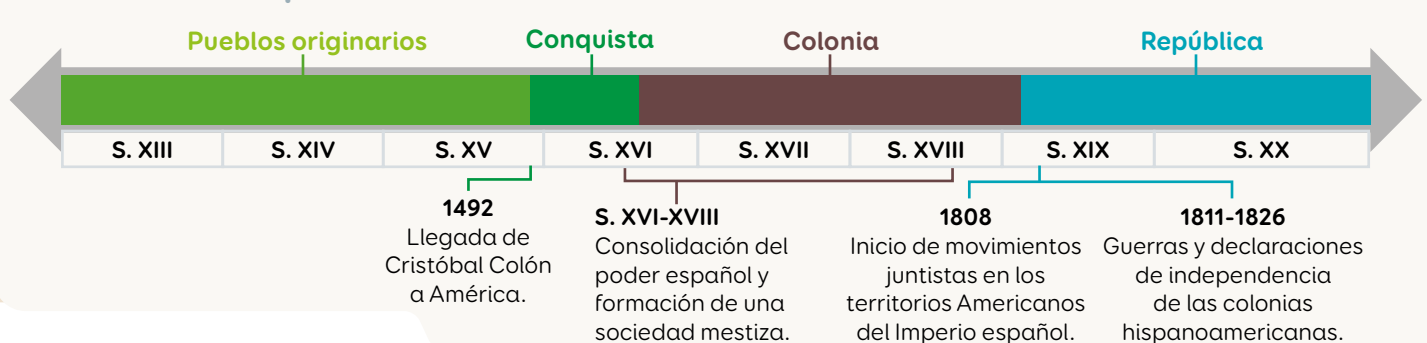 Pueblos originarios
Conquista
Colonia
República
S. XIII
S. XIV
S. XV
S. XVI
S. XVII
S. XVIII
S. XIX
S. XX
1492
Llegada de
Cristóbal Colón
a América.
S. XVI-XVIII
Consolidación del
poder español y
formación de una
sociedad mestiza.
1808
Inicio de movimientos
juntistas en los
territorios Americanos
del Imperio español.
1811-1826
Guerras y declaraciones
de independencia
de las colonias
hispanoamericanas.